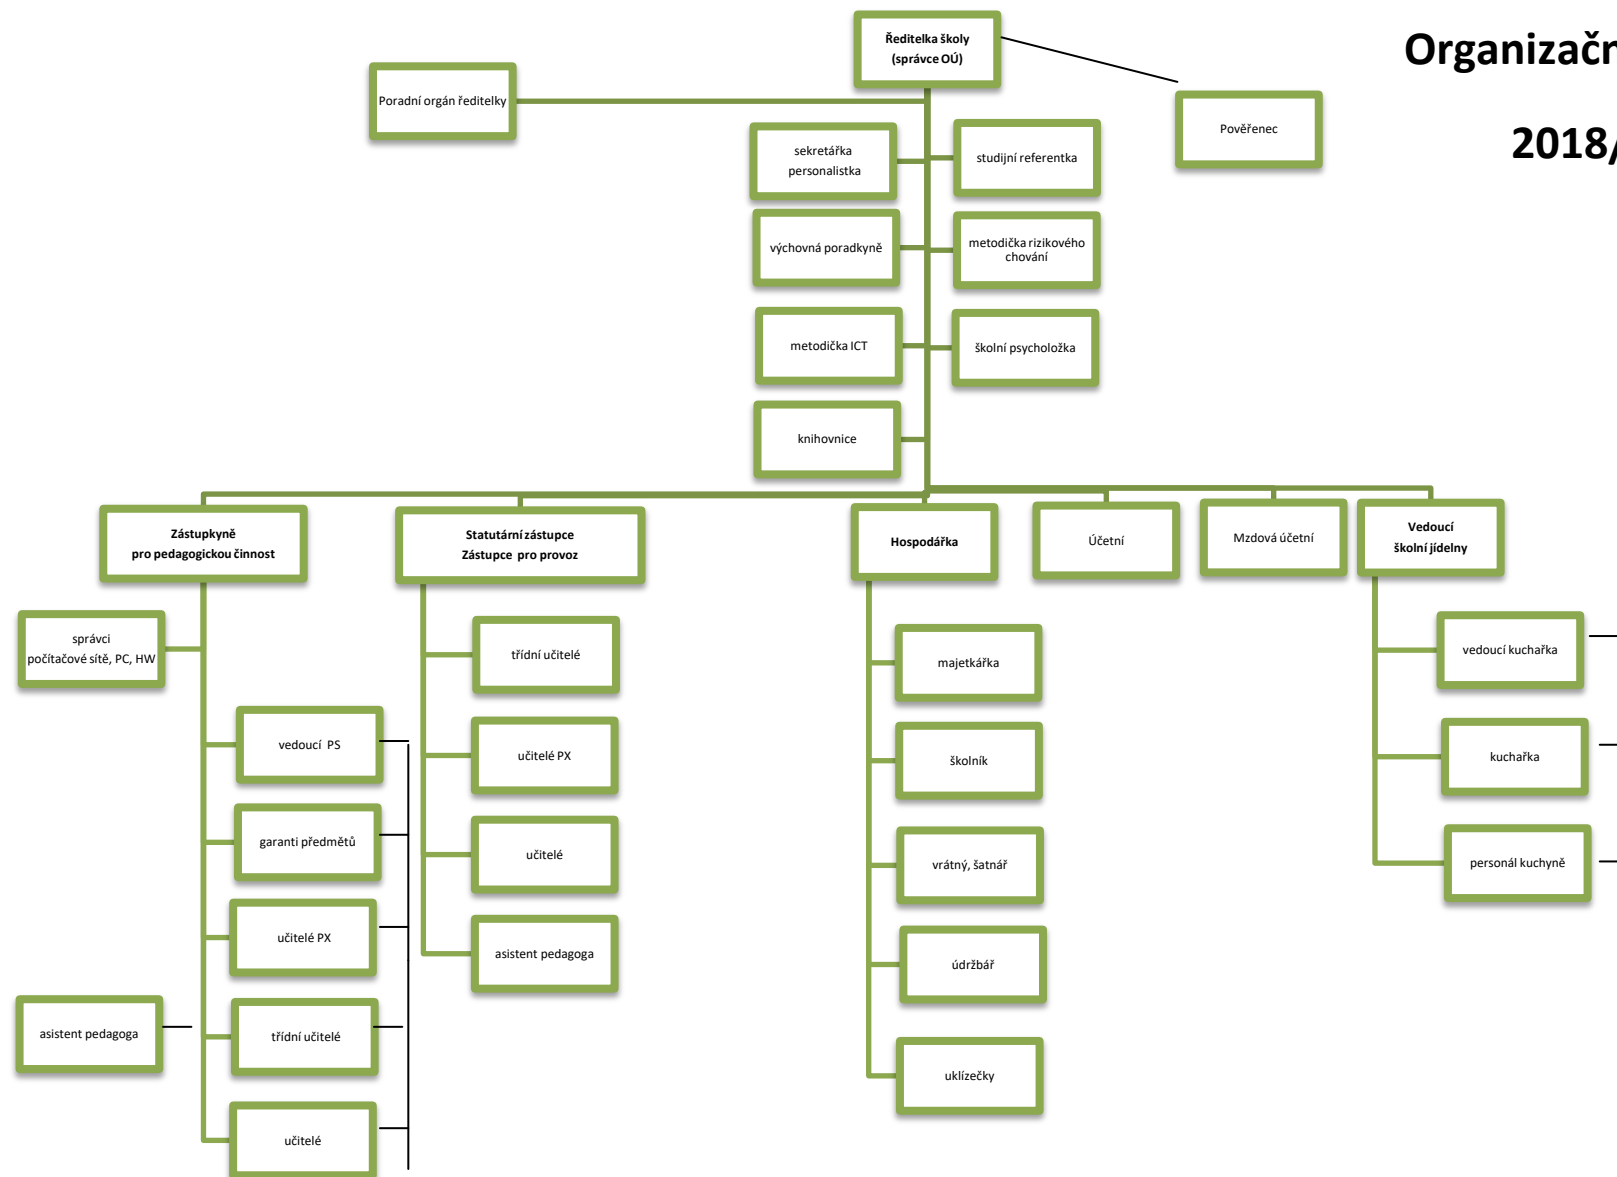 Organizačn
2018/
Ředitelka školy
(správce OÚ)
Poradní orgán ředitelky
Pověřenec
sekretářka
personalistka
studijní referentka
výchovná poradkyně
metodička rizikového
chování
metodička ICT
školní psycholožka
knihovnice
Zástupkyně
pro pedagogickou činnost
Statutární zástupce
Zástupce pro provoz
Hospodářka
Účetní
Mzdová účetní
Vedoucí
školní jídelny
správci
počítačové sítě, PC, HW
vedoucí PS
garanti předmětů
učitelé PX
asistent pedagoga
třídní učitelé
učitelé
třídní učitelé
učitelé PX
učitelé
asistent pedagoga
majetkářka
školník
vrátný, šatnář
údržbář
uklízečky
vedoucí kuchařka
kuchařka
personál kuchyně